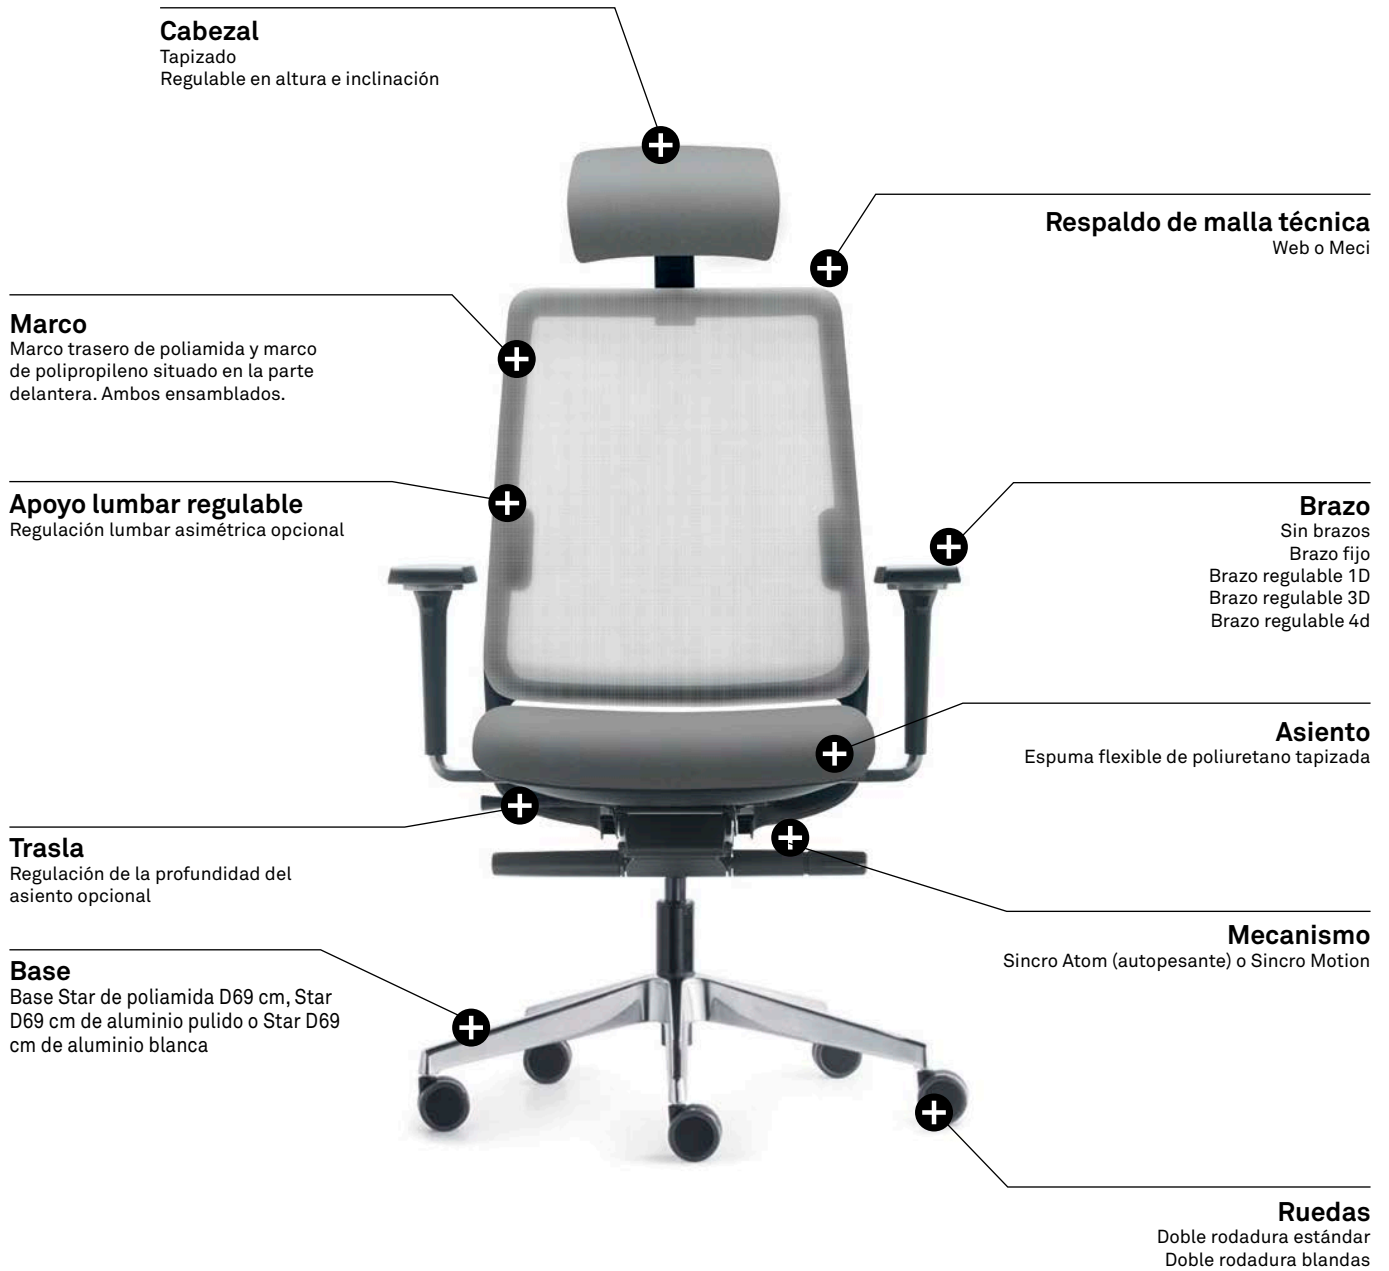 Cabezal
Tapizado
Regulable en altura e inclinación
Respaldo de malla técnica
Web o Meci
Marco
Marco trasero de poliamida y marco
de polipropileno situado en la parte
delantera. Ambos ensamblados.
Apoyo lumbar regulable
Regulación lumbar asimétrica opcional
Brazo
Sin brazos
Brazo fijo
Brazo regulable 1D
Brazo regulable 3D
Brazo regulable 4d
Asiento
Espuma flexible de poliuretano tapizada
Trasla
Regulación de la profundidad del
asiento opcional
Mecanismo
Sincro Atom (autopesante) o Sincro Motion
Base
Base Star de poliamida D69 cm, Star
D69 cm de aluminio pulido o Star D69
cm de aluminio blanca
Ruedas
Doble rodadura estándar
Doble rodadura blandas